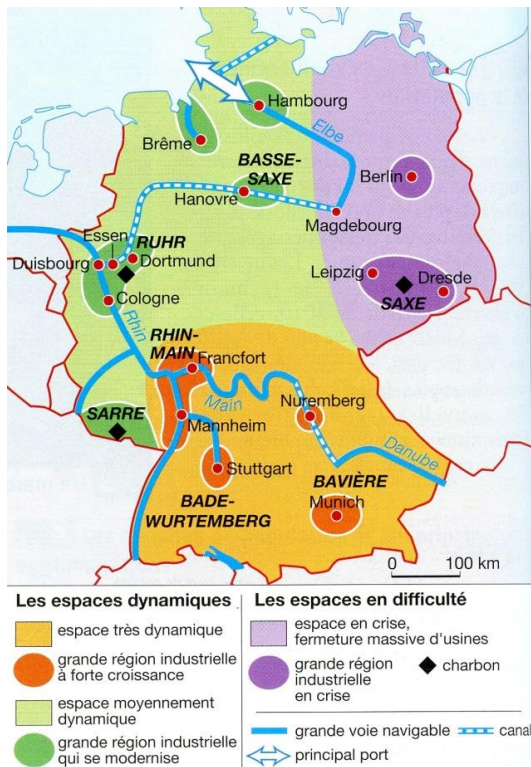 Hambourg
Elbe
Brême
BASSE-
SAXE
Berlin
Hanovre
Magdebourg
Essen
RUHR
Duisbourg
Dortmund
Leipzig
Dresde
SAXE
Cologne
Rhin
RHIN-
MAIN
Francfort
Main
SARRE
Mannheim
Nuremberg
Danube
Stuttgart
BAVIÈRE
Munich
BADE-
WURTEMBERG
0 100 km
Les espaces dynamiques
espace très dynamique
grande région industrielle
à forte croissance
espace moyennement
dynamique
grande région industrielle
qui se modernise
Les espaces en difficulté
espace en crise,
fermeture massive d'usines
grande région
industrielle
en crise
charbon
grande voie navigable
canal
principal port